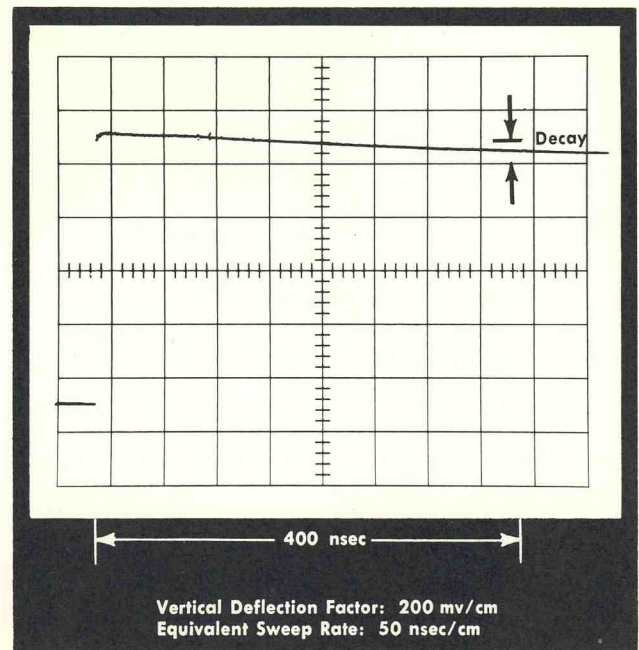 Decay
400 nsec
Vertical Deflection Factor: 200 mv/cm
Equivalent Sweep Rate: 50 nsec/cm